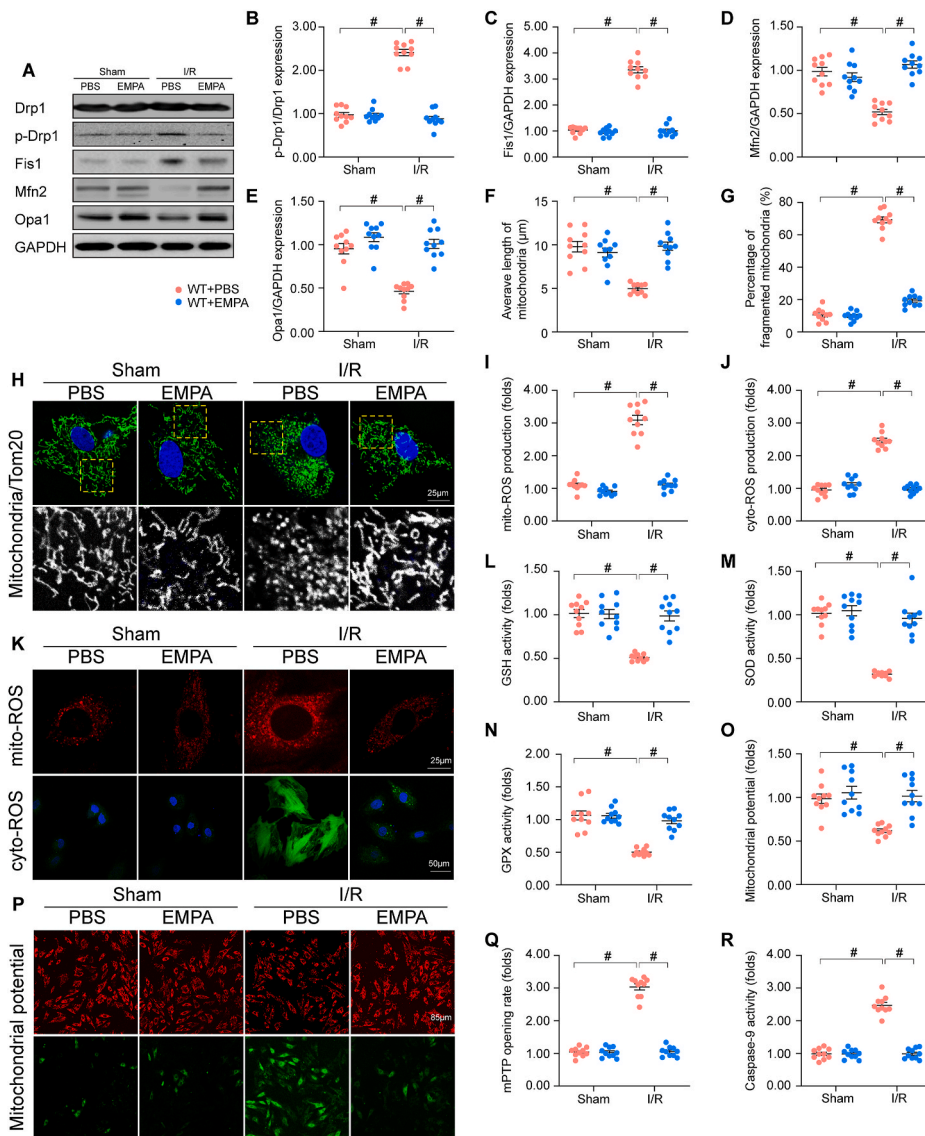 A
Sham I/R
PBS EMPA PBS EMPA
Drp1
p-Drp1
Fis1
Mfn2
Opa1
GAPDH
WT+PBS
WT+EMPA
B
p-Drp1/Drp1 expression
3.00
2.50
2.00
1.50
1.00
0.50
0.00
# #
Sham I/R
C
Fis1/GAPDH expression
5.00
4.00
3.00
2.00
1.00
0.00
# #
Sham I/R
D
Mfn2/GAPDH expression
1.50
1.00
0.50
0.00
# #
Sham I/R
E
Opa1/GAPDH expression
1.50
1.00
0.50
0.00
# #
Sham I/R
F
Averave length of
mitochondria (μm)
15
10
5
0
# #
Sham I/R
G
Percentage of
fragmented mitochondria (%)
80
60
40
20
0
# #
Sham I/R
H
Sham I/R
PBS EMPA PBS EMPA
Mitochondria/Tom20
25μm
I
mito-ROS production (folds)
4.00
3.00
2.00
1.00
0.00
# #
Sham I/R
J
cyto-ROS production (folds)
4.00
3.00
2.00
1.00
0.00
# #
Sham I/R
K
Sham I/R
PBS EMPA PBS EMPA
mito-ROS
25μm
cyto-ROS
50μm
L
GSH activity (folds)
1.50
1.00
0.50
0.00
# #
Sham I/R
M
SOD activity (folds)
1.50
1.00
0.50
0.00
# #
Sham I/R
N
GPX activity (folds)
2.00
1.50
1.00
0.50
0.00
# #
Sham I/R
O
Mitochondrial potential (folds)
1.50
1.00
0.50
0.00
# #
Sham I/R
P
Sham I/R
PBS EMPA PBS EMPA
Mitochondrial potential
85μm
Q
mPTP opening rate (folds)
4.00
3.00
2.00
1.00
0.00
# #
Sham I/R
R
Caspase-9 activity (folds)
4.00
3.00
2.00
1.00
0.00
# #
Sham I/R